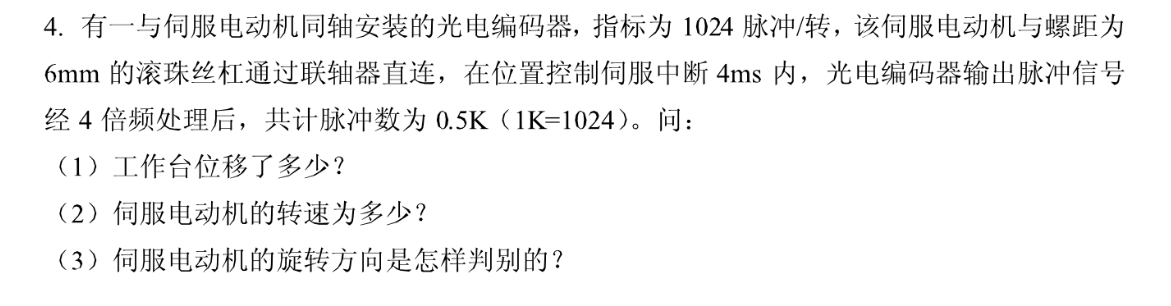 4. 有一与伺服电动机同轴安装的光电编码器，指标为 1024 脉冲/转，该伺服电动机与螺距为
6mm 的滚珠丝杠通过联轴器直连，在位置控制伺服中断 4ms 内，光电编码器输出脉冲信号
经 4 倍频处理后，共计脉冲数为 0.5K（1K=1024）。问：
（1）工作台位移了多少？
（2）伺服电动机的转速为多少？
（3）伺服电动机的旋转方向是怎样判别的？